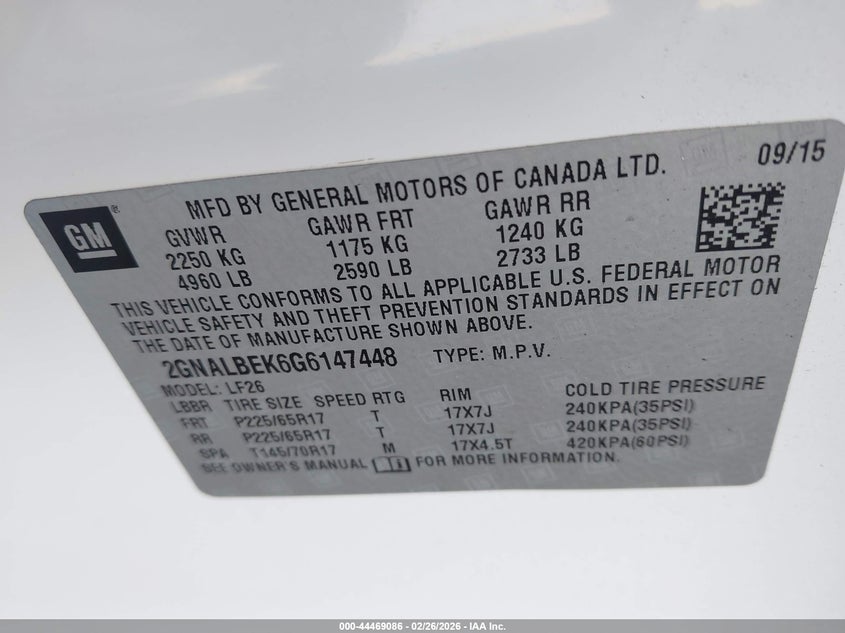 09/15
MFD BY GENERAL MOTORS OF CANADA LTD.
GM®
GVWR GAWR FRT GAWR RR
2250 KG 1175 KG 1240 KG
4960 LB 2590 LB 2733 LB
THIS VEHICLE CONFORMS TO ALL APPLICABLE U.S. FEDERAL MOTOR
VEHICLE SAFETY AND THEFT PREVENTION STANDARDS IN EFFECT ON
THE DATE OF MANUFACTURE SHOWN ABOVE.
2GNALBEK6G6147448 TYPE: M.P.V.
MODEL: LF26
LBBR TIRE SIZE SPEED RTG RIM COLD TIRE PRESSURE
FRT P225/65R17 T 17X7J 240KPA(35PSI)
RR P225/65R17 T 17X7J 240KPA(35PSI)
SPA T145/70R17 M 17X4.5T 420KPA(60PSI)
SEE OWNER'S MANUAL FOR MORE INFORMATION.
000-44469086 - 02/26/2026 - IAA Inc.